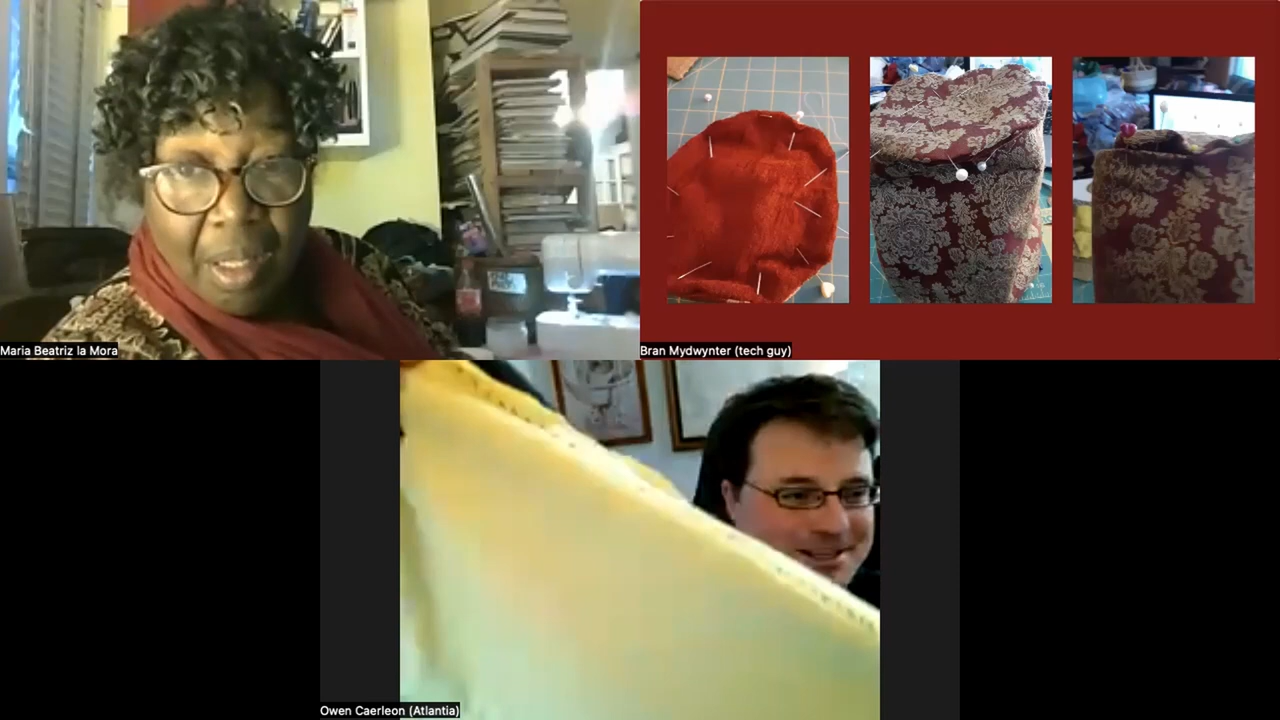 Maria Beatriz la Mora
Bran Mydwynter (tech guy)
Owen Caerleon (Atlantia)